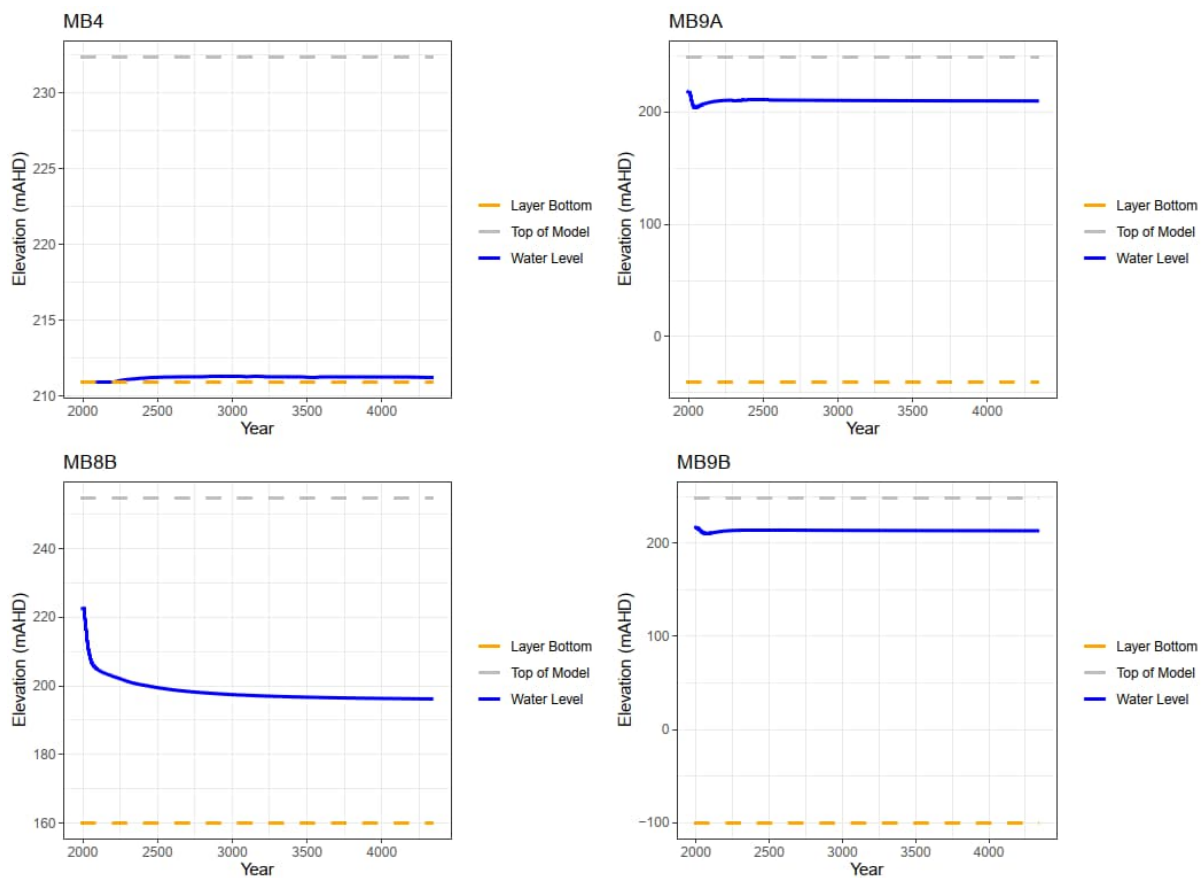 MB4
Elevation (mAHD)
230
225
220
215
210
2000 2500 3000 3500 4000
Year
Layer Bottom
Top of Model
Water Level
MB9A
Elevation (mAHD)
200
100
0
2000 2500 3000 3500 4000
Year
Layer Bottom
Top of Model
Water Level
MB8B
Elevation (mAHD)
240
220
200
180
160
2000 2500 3000 3500 4000
Year
Layer Bottom
Top of Model
Water Level
MB9B
Elevation (mAHD)
200
100
0
−100
2000 2500 3000 3500 4000
Year
Layer Bottom
Top of Model
Water Level